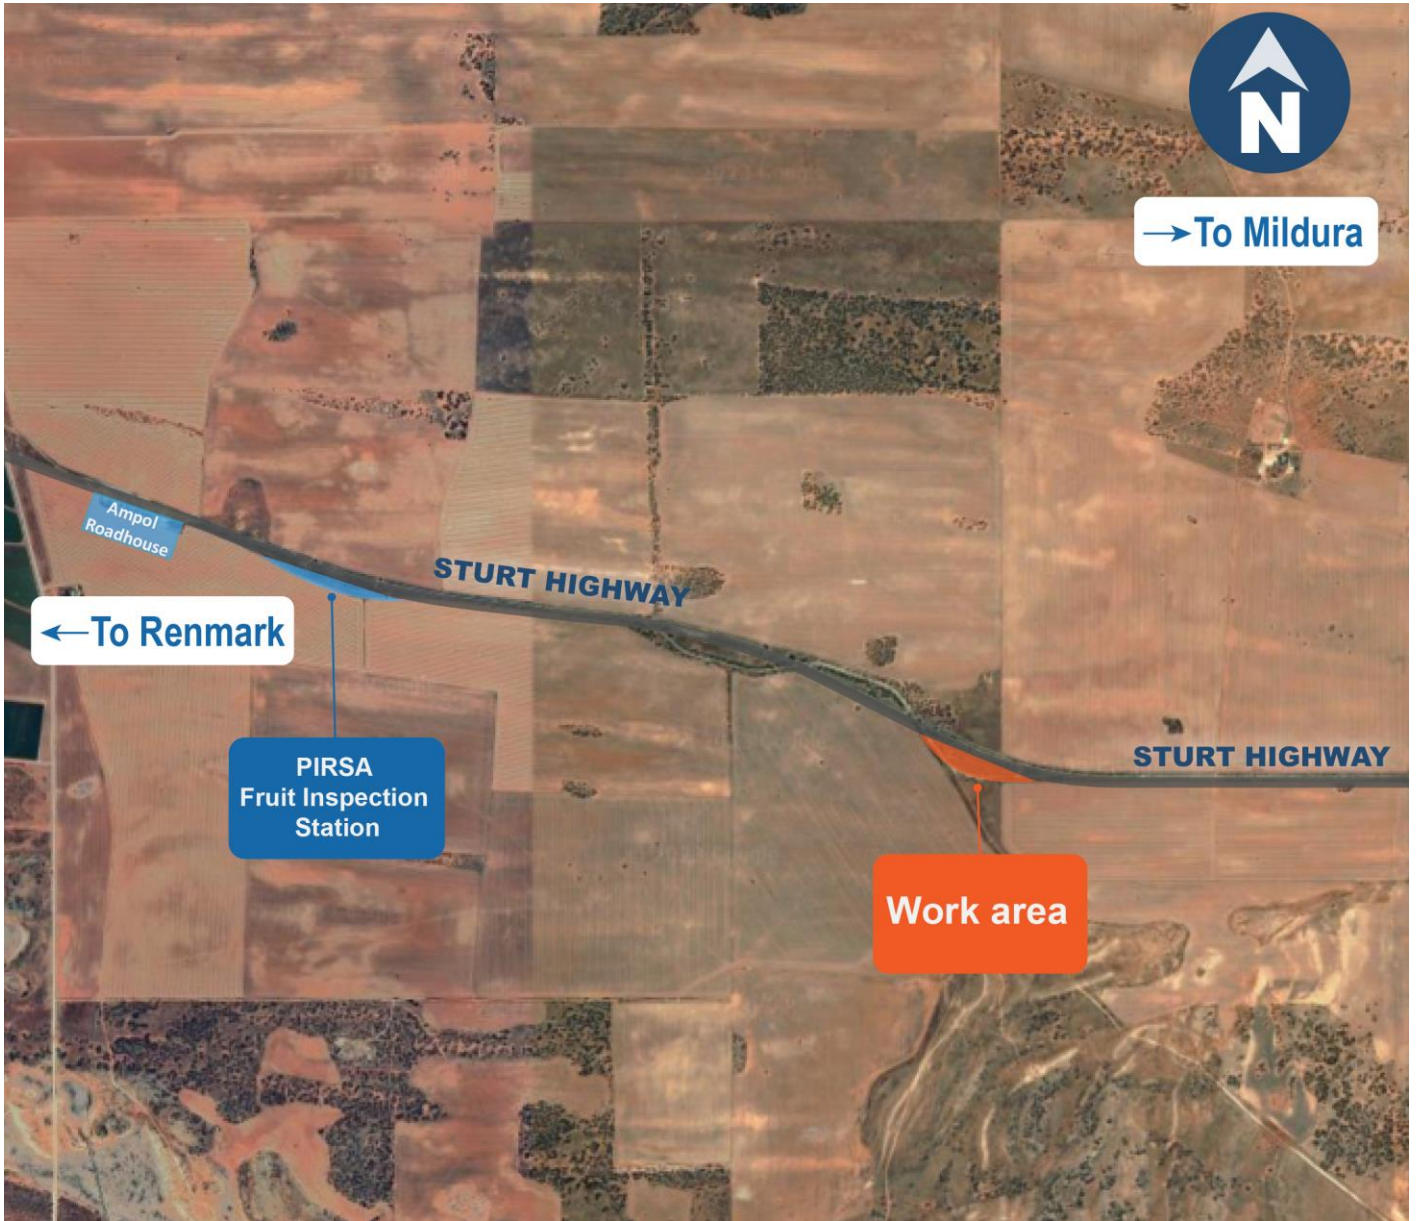 N
→To Mildura
Ampol
Roadhouse
STURT HIGHWAY
←To Renmark
PIRSA
Fruit Inspection
Station
STURT HIGHWAY
Work area